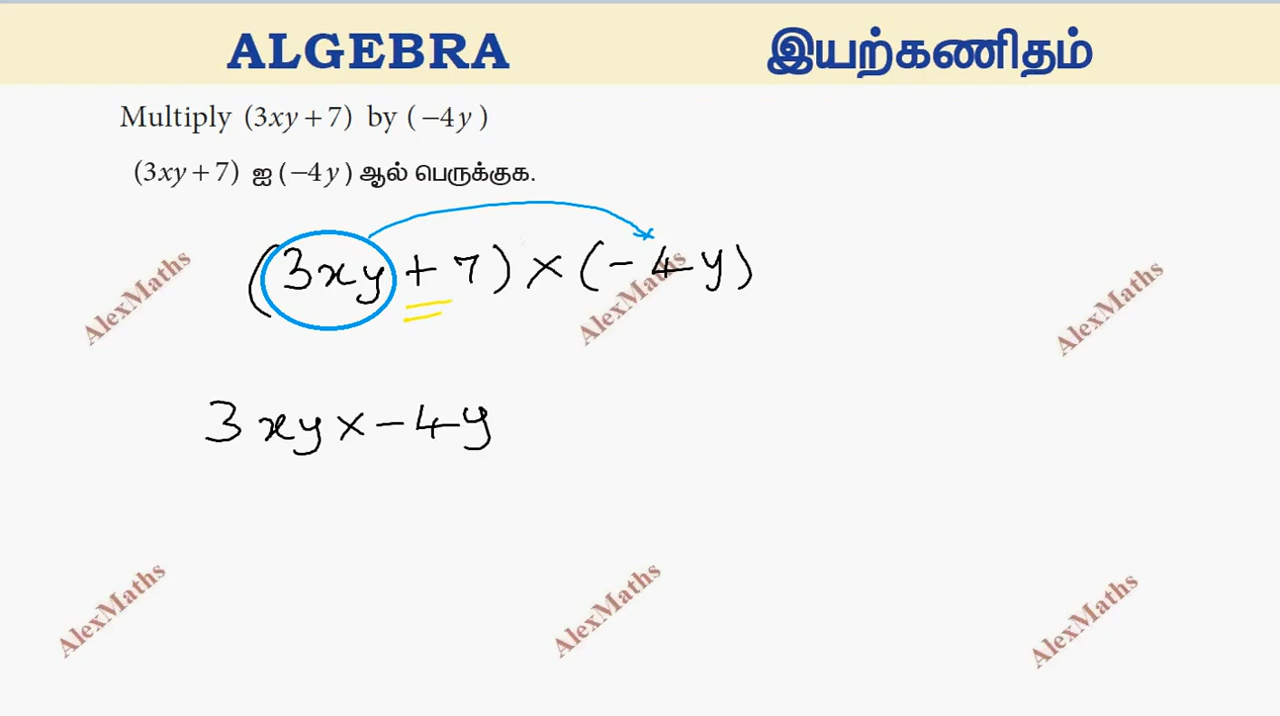 ALGEBRA இயற்கணிதம்
Multiply (3xy+7) by (−4y)
(3xy+7) ஐ (−4y) ஆல் பெருக்குக.
(3xy+7)×(-4y)
AlexMaths AlexMaths AlexMaths
3xy×-4y
AlexMaths AlexMaths AlexMaths